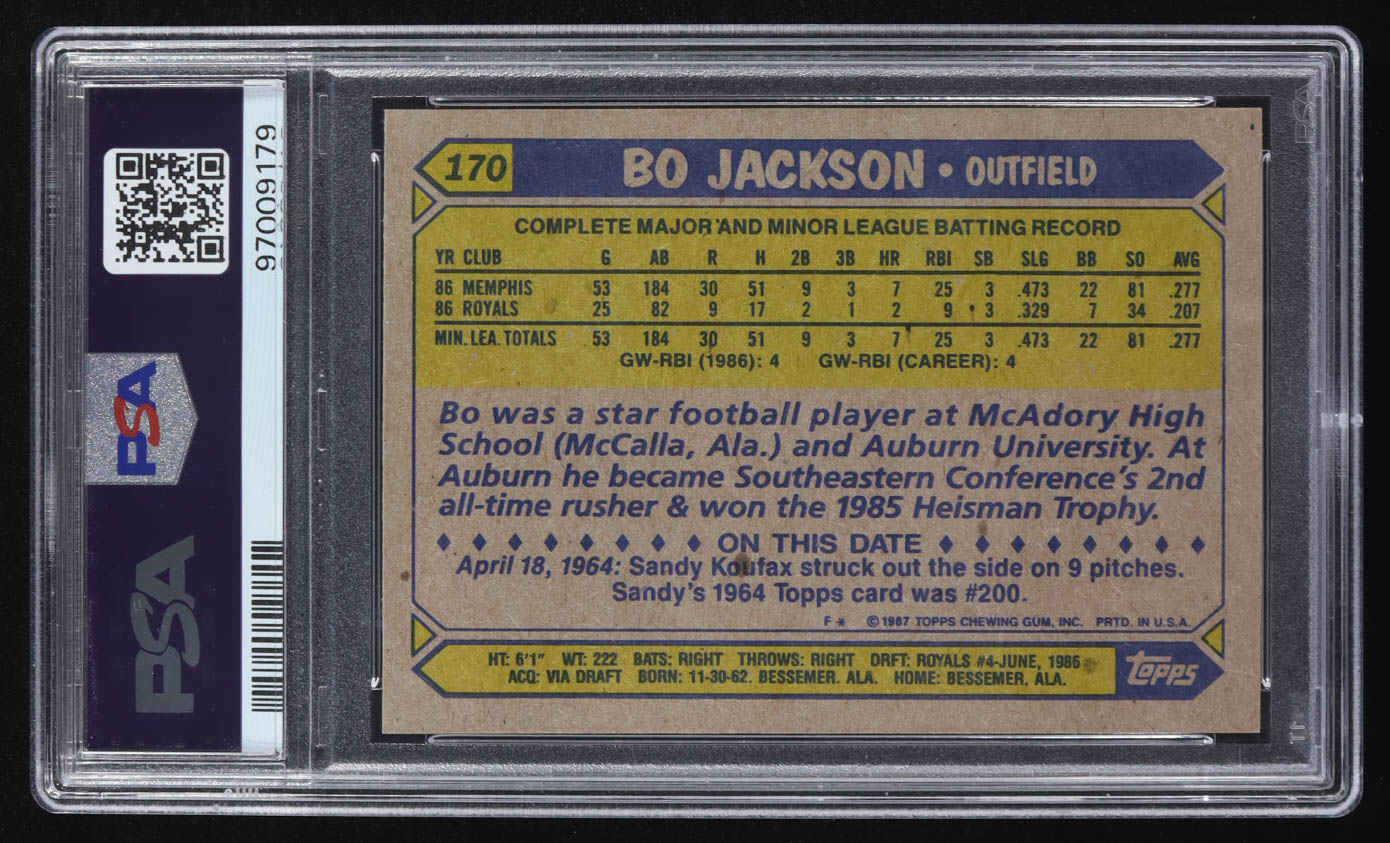 97009179
PSA
PSA
170 BO JACKSON • OUTFIELD
COMPLETE MAJOR AND MINOR LEAGUE BATTING RECORD
YR CLUB G AB R H 2B 3B HR RBI SB SLG BB SO AVG
86 MEMPHIS 53 184 30 51 9 3 7 25 3 .473 22 81 .277
86 ROYALS 25 82 9 17 2 1 2 9 3 .329 7 34 .207
MIN. LEA. TOTALS 53 184 30 51 9 3 7 25 3 .473 22 81 .277
GW-RBI (1986): 4 GW-RBI (CAREER): 4
Bo was a star football player at McAdory High
School (McCalla, Ala.) and Auburn University. At
Auburn he became Southeastern Conference's 2nd
all-time rusher & won the 1985 Heisman Trophy.
♦ ♦ ♦ ♦ ♦ ♦ ♦ ♦ ON THIS DATE ♦ ♦ ♦ ♦ ♦ ♦ ♦ ♦
April 18, 1964: Sandy Koufax struck out the side on 9 pitches.
Sandy's 1964 Topps card was #200.
F * © 1987 TOPPS CHEWING GUM, INC. PRTD. IN U.S.A.
HT: 6'1" WT: 222 BATS: RIGHT THROWS: RIGHT DRFT: ROYALS #4-JUNE, 1986
ACQ: VIA DRAFT BORN: 11-30-62, BESSEMER, ALA. HOME: BESSEMER, ALA.
topps